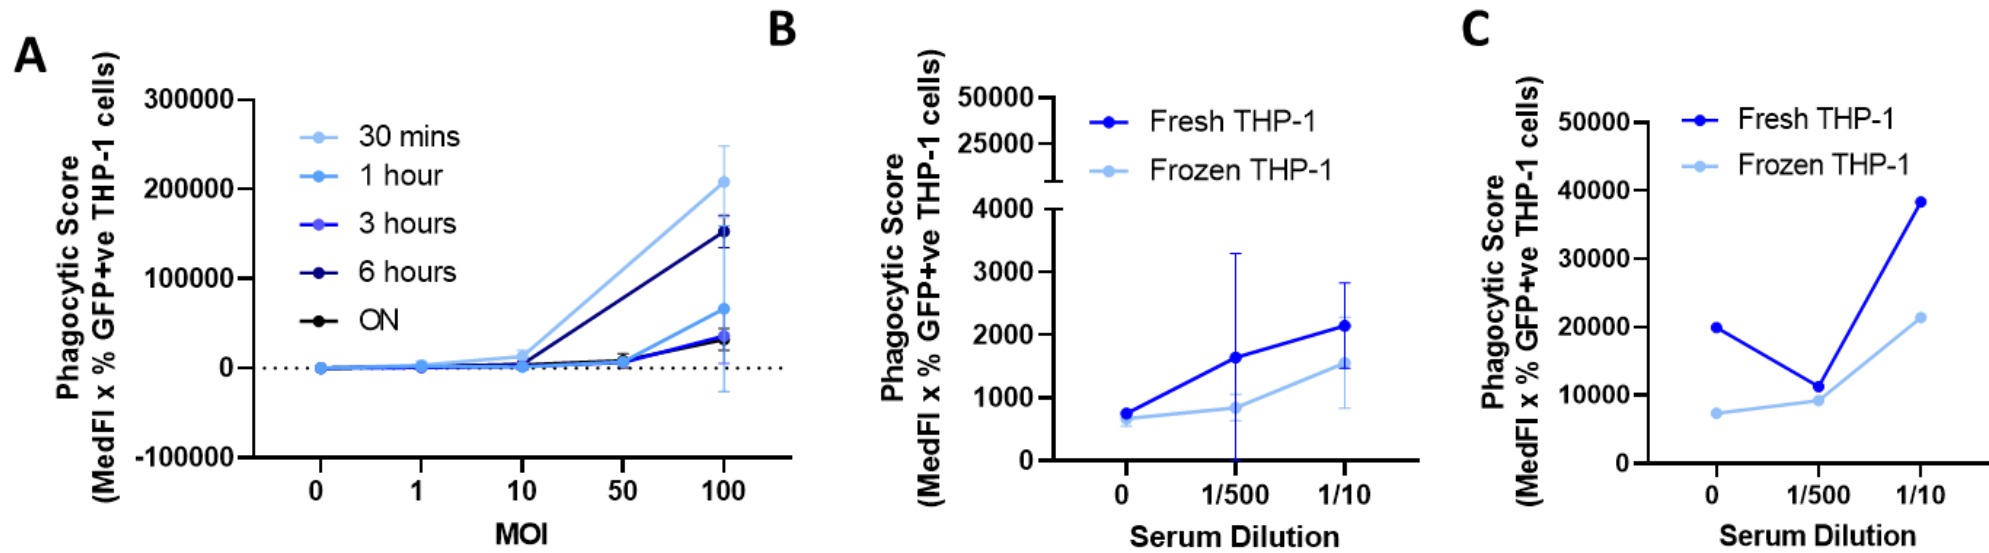 A
Phagocytic Score
(MedFI x % GFP+ve THP-1 cells)
300000
200000
100000
0
-100000
30 mins
1 hour
3 hours
6 hours
ON
0 1 10 50 100
MOI
B
Phagocytic Score
(MedFI x % GFP+ve THP-1 cells)
50000
25000
4000
3000
2000
1000
0
Fresh THP-1
Frozen THP-1
0 1/500 1/10
Serum Dilution
C
Phagocytic Score
(MedFI x % GFP+ve THP-1 cells)
50000
40000
30000
20000
10000
0
Fresh THP-1
Frozen THP-1
0 1/500 1/10
Serum Dilution